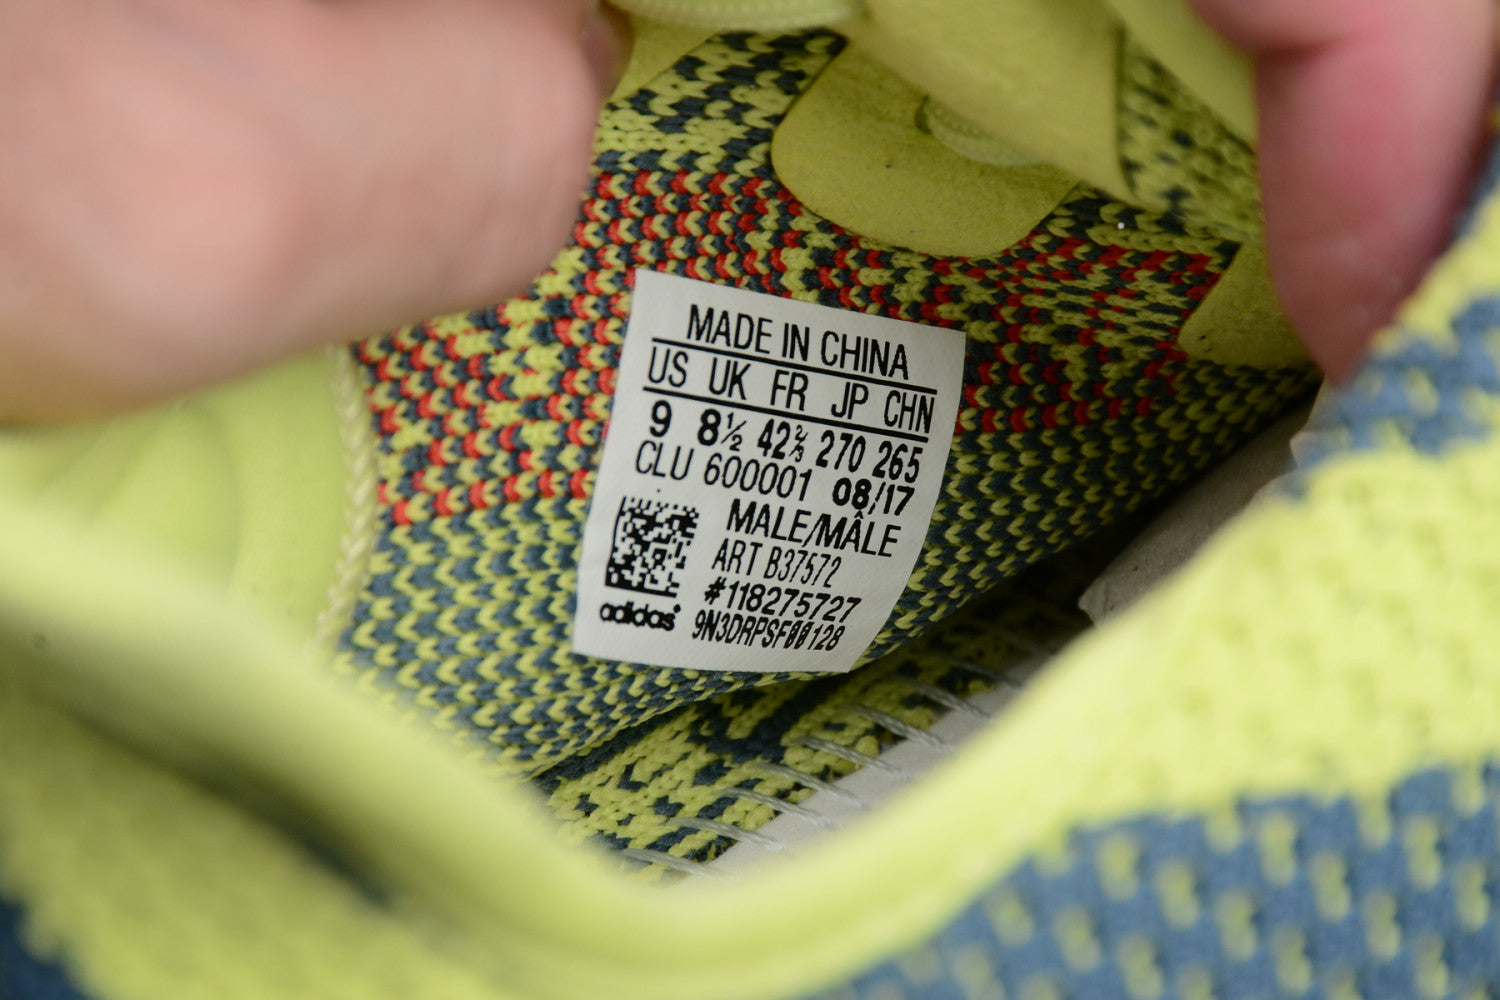 MADE IN CHINA
US UK FR JP CHN
9 8½ 42⅔ 270 265
CLU 600001 08/17
MALE/MÂLE
ART B37572
#118275727
adidas 9N3DRPSF00128